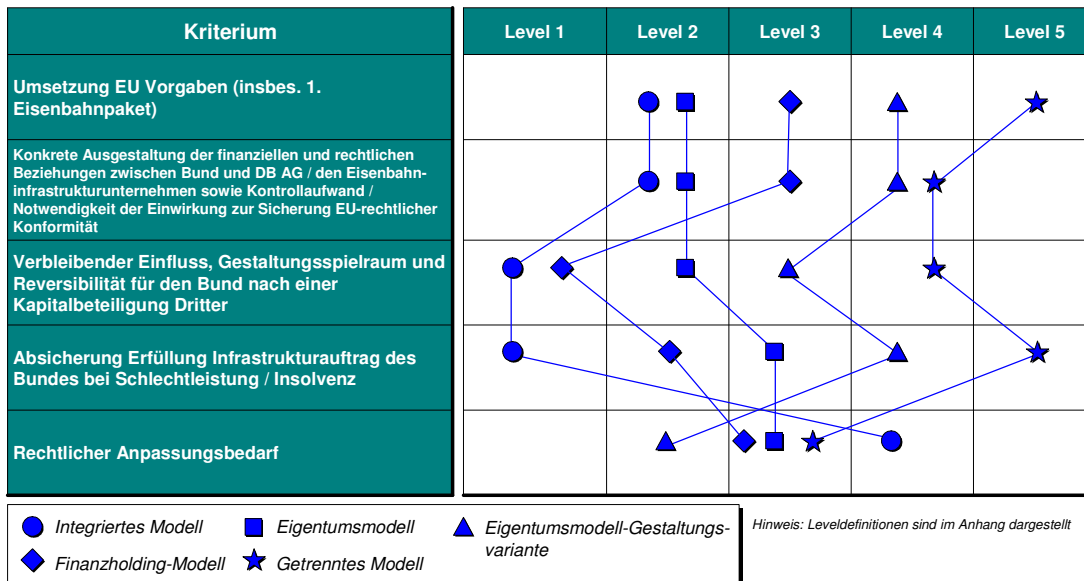 Kriterium
Level 1
Level 2
Level 3
Level 4
Level 5
Umsetzung EU Vorgaben (insbes. 1.
Eisenbahnpaket)
Konkrete Ausgestaltung der finanziellen und rechtlichen
Beziehungen zwischen Bund und DB AG / den Eisenbahn-
infrastrukturunternehmen sowie Kontrollaufwand /
Notwendigkeit der Einwirkung zur Sicherung EU-rechtlicher
Konformität
Verbleibender Einfluss, Gestaltungsspielraum und
Reversibilität für den Bund nach einer
Kapitalbeteiligung Dritter
Absicherung Erfüllung Infrastrukturauftrag des
Bundes bei Schlechtleistung / Insolvenz
Rechtlicher Anpassungsbedarf
Integriertes Modell
Eigentumsmodell
Eigentumsmodell-Gestaltungs-
variante
Finanzholding-Modell
Getrenntes Modell
Hinweis: Leveldefinitionen sind im Anhang dargestellt